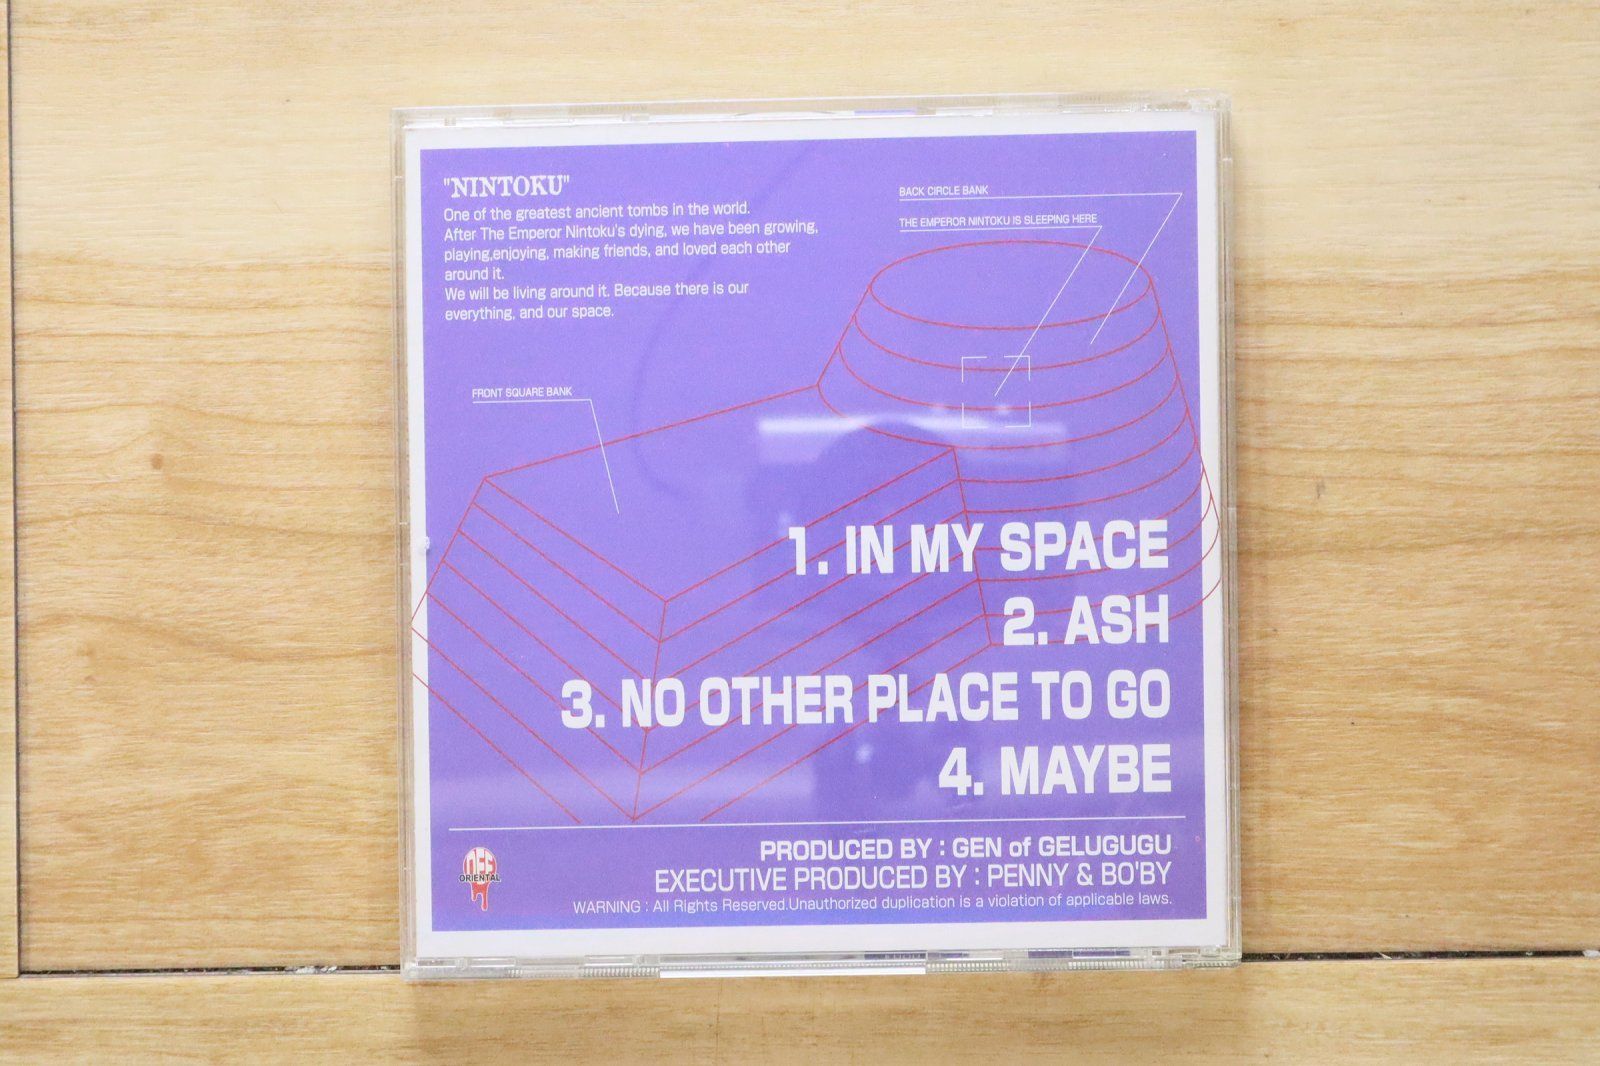 "NINTOKU"
One of the greatest ancient tombs in the world.
After The Emperor Nintoku's dying, we have been growing,
playing,enjoying, making friends, and loved each other
around it.
We will be living around it. Because there is our
everything, and our space.
BACK CIRCLE BANK
THE EMPEROR NINTOKU IS SLEEPING HERE
FRONT SQUARE BANK
1. IN MY SPACE
2. ASH
3. NO OTHER PLACE TO GO
4. MAYBE
PRODUCED BY : GEN of GELUGUGU
EXECUTIVE PRODUCED BY : PENNY & BO'BY
WARNING : All Rights Reserved.Unauthorized duplication is a violation of applicable laws.
ORIENTAL